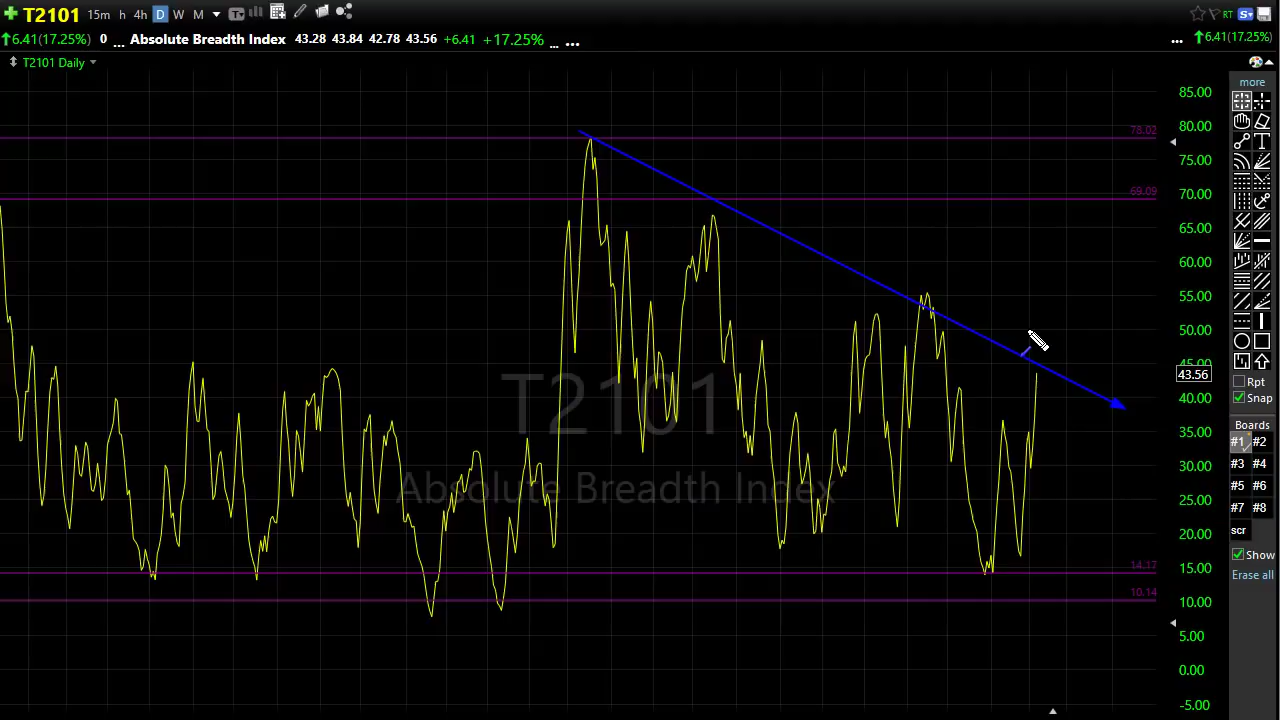 T2101 15m h 4h D W M T RT S
6.41(17.25%) 0 ... Absolute Breadth Index 43.28 43.84 42.78 43.56 +6.41 +17.25% ... ... ... 6.41(17.25%)
T2101 Daily
more
85.00
80.00
78.02
75.00
70.00
69.09
65.00
60.00
55.00
50.00
45.00
43.56
40.00
35.00
30.00
25.00
20.00
15.00
14.17
10.14
10.00
5.00
0.00
-5.00
T2101
Absolute Breadth Index
T
Rpt
Snap
Boards
#1 #2
#3 #4
#5 #6
#7 #8
scr
Show
Erase all